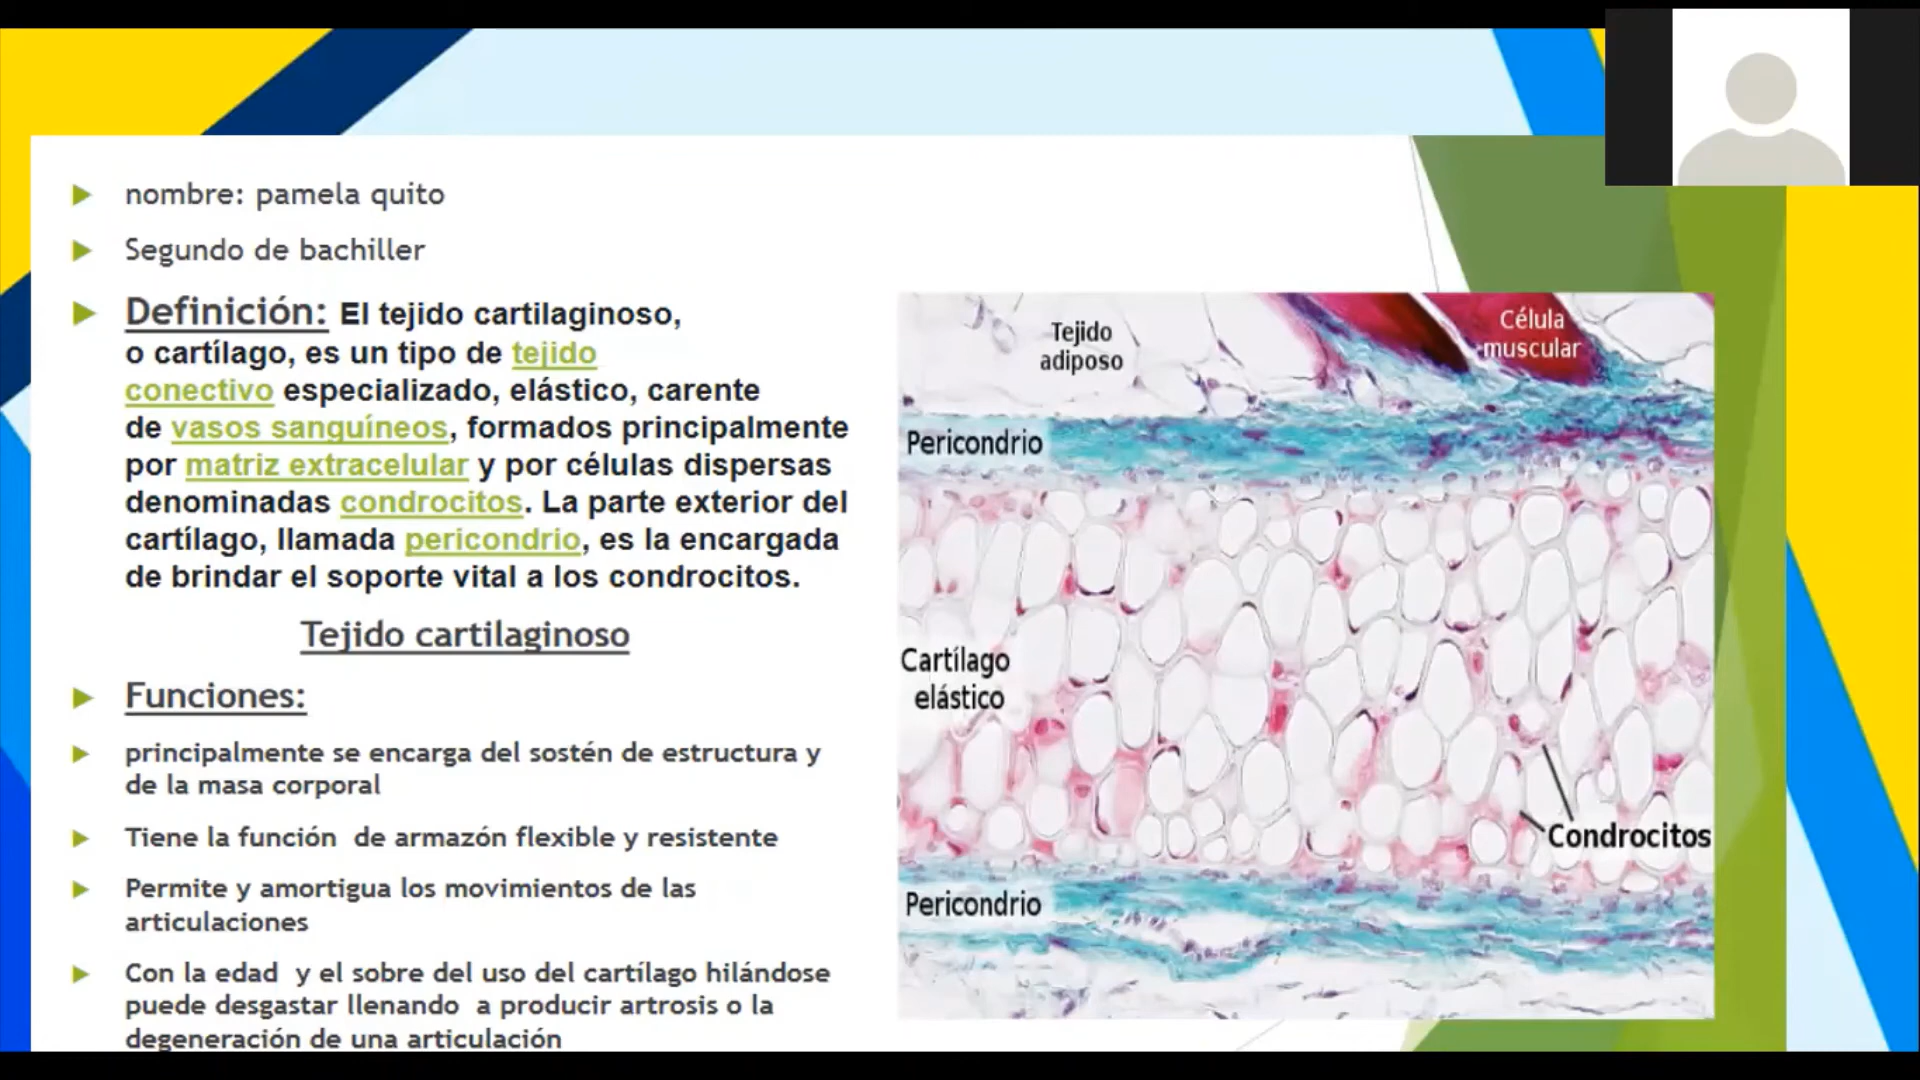 nombre: pamela quito
Segundo de bachiller
Definición: El tejido cartilaginoso,
o cartílago, es un tipo de tejido
conectivo especializado, elástico, carente
de vasos sanguíneos, formados principalmente
por matriz extracelular y por células dispersas
denominadas condrocitos. La parte exterior del
cartílago, llamada pericondrio, es la encargada
de brindar el soporte vital a los condrocitos.
Tejido cartilaginoso
Funciones:
principalmente se encarga del sostén de estructura y
de la masa corporal
Tiene la función de armazón flexible y resistente
Permite y amortigua los movimientos de las
articulaciones
Con la edad y el sobre del uso del cartílago hilándose
puede desgastar llenando a producir artrosis o la
degeneración de una articulación
Tejido
adiposo
Célula
muscular
Pericondrio
Cartílago
elástico
Condrocitos
Pericondrio